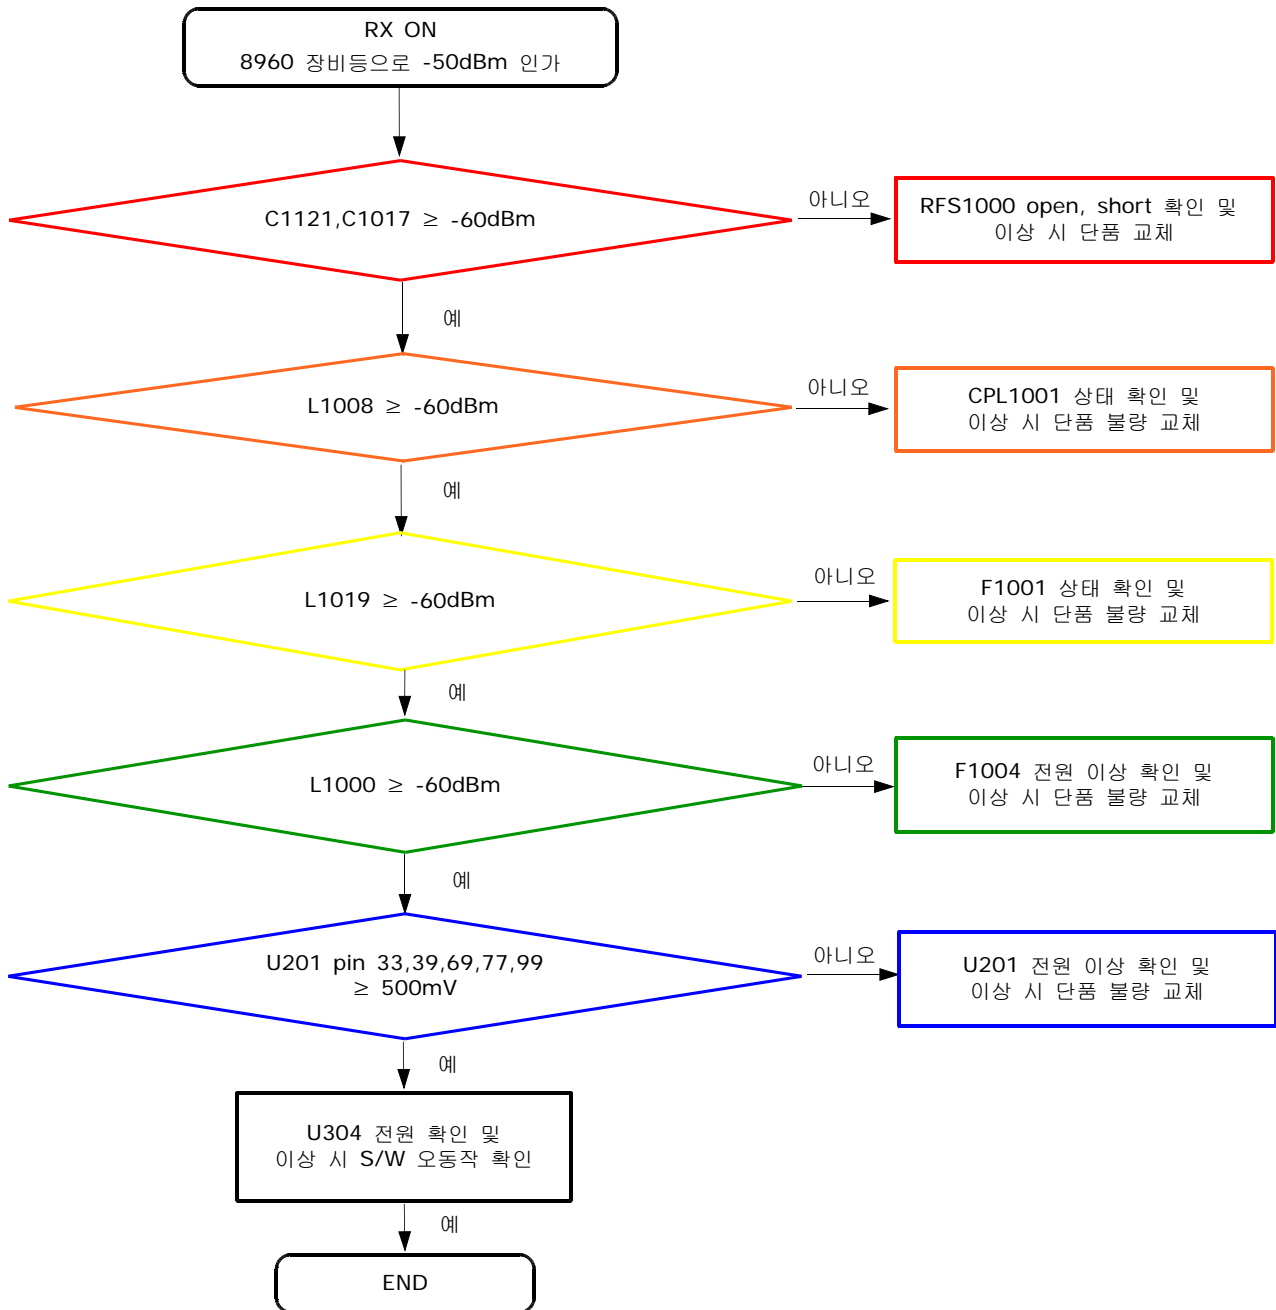 RX ON
8960 장비등으로 -50dBm 인가
C1121,C1017 ≥ -60dBm
아니오
RFS1000 open, short 확인 및
이상 시 단품 교체
예
L1008 ≥ -60dBm
아니오
CPL1001 상태 확인 및
이상 시 단품 불량 교체
예
L1019 ≥ -60dBm
아니오
F1001 상태 확인 및
이상 시 단품 불량 교체
예
L1000 ≥ -60dBm
아니오
F1004 전원 이상 확인 및
이상 시 단품 불량 교체
예
U201 pin 33,39,69,77,99
≥ 500mV
아니오
U201 전원 이상 확인 및
이상 시 단품 불량 교체
예
U304 전원 확인 및
이상 시 S/W 오동작 확인
예
END